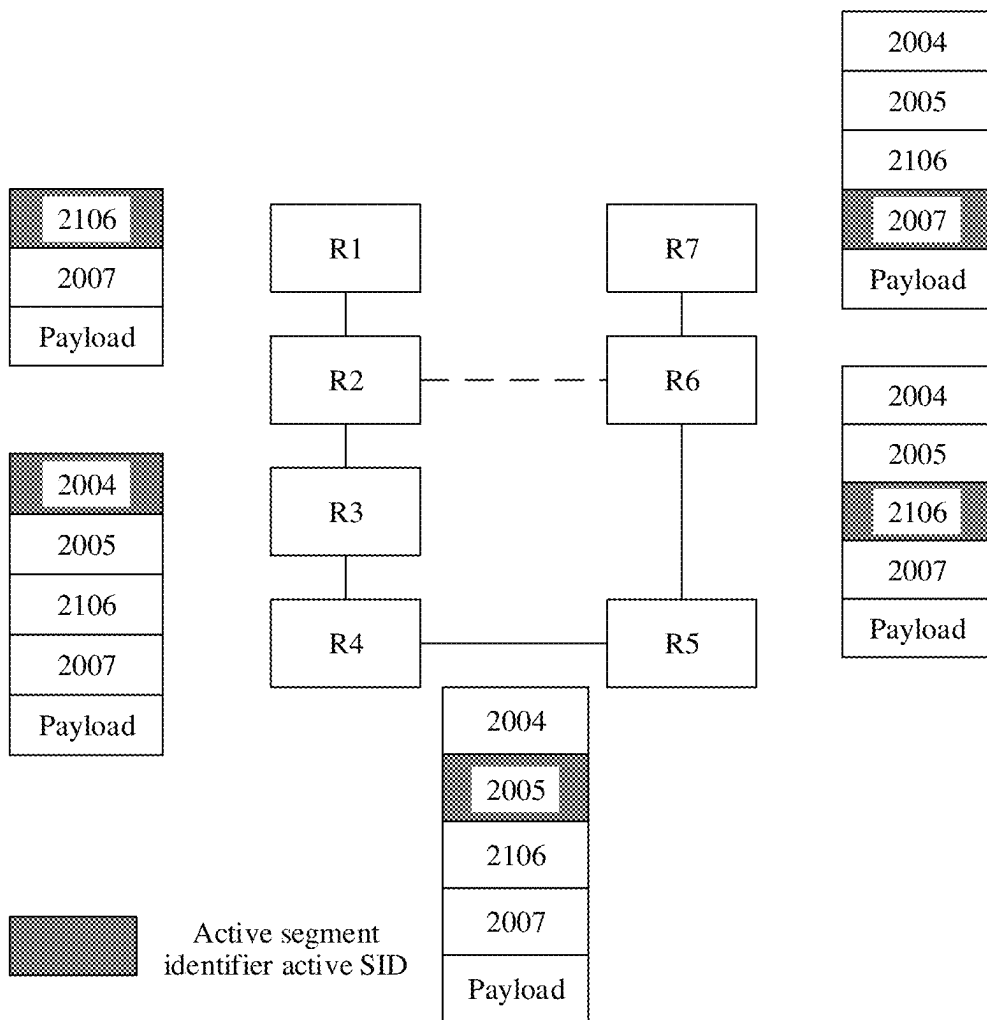 2004
2005
2106
2007
Payload
2106
2007
Payload
R1
R7
R2
R6
2004
2005
2106
2007
Payload
2004
2005
2106
2007
Payload
R3
R4
R5
2004
2005
2106
2007
Payload
Active segment
identifier active SID